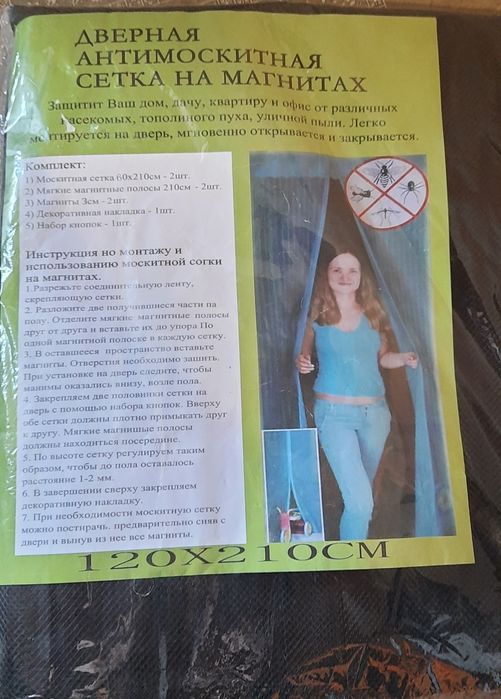 ДВЕРНАЯ
АНТИМОСКИТНАЯ
СЕТКА НА МАГНИТАХ
Защитит Ваш дом, дачу, квартиру и офис от различных
насекомых, тополиного пуха, уличной пыли. Легко
монтируется на дверь, мгновенно открывается и закрывается.
Комплект:
1) Москитная сетка 60х210см - 2шт.
2) Мягкие магнитные полосы 210см - 2шт.
3) Магниты 3см - 2шт.
4) Декоративная накладка - 1шт.
5) Набор кнопок - 1шт.
Инструкция но монтажу и
использованию москитной согки
на магнитах.
1.Разрежьте соединительную ленту,
скрепляющую сетки.
2. Разложите две получившиеся части па
полу. Отделите мягкие магнитные полосы
друг от друга и вставьте их до упора По
одной магнитной полоске в каждую сетку.
3. В оставшееся пространство вставьте
магниты. Отверстия необходимо зашить.
При установке на дверь следите, чтобы
манимы оказались внизу, возле пола.
4. Закрепляем две половинки сетки на
дверь с помощью набора кнопок. Вверху
обе сетки должны плотно примыкать друг
к другу. Мягкие магнишые полосы
должны находиться посередине.
5. По высоте сетку регулируем таким
образом, чтобы до пола оставалось
расстояние 1-2 мм.
6. В завершении сверху закрепляем
декоративную накладку.
7. При необходимости москитную сетку
можно постирачь. предварительно сняв с
двери и вынув из нее все магниты.
120X210СМ